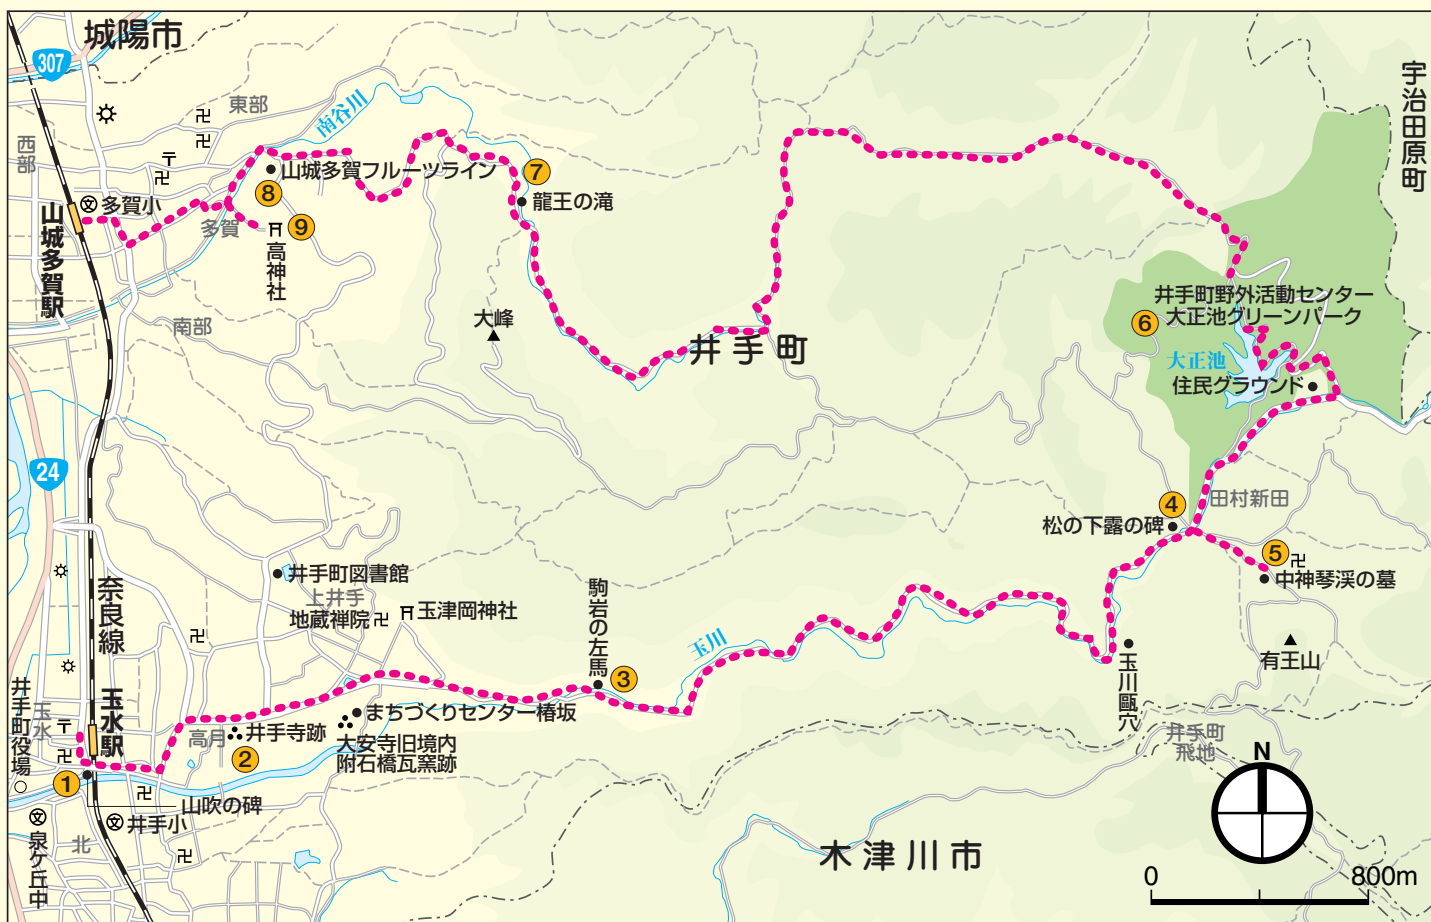 城陽市
307
東部
南谷川
西部
山城多賀フルーツライン
多賀小
多賀
8
9
高神社
山城多賀駅
南部
7
龍王の滝
大峰
井手町
宇治田原町
井手町野外活動センター
大正池グリーンパーク
6
大正池
住民グラウンド
田村新田
4
松の下露の碑
5
中神琴渓の墓
有王山
玉川甌穴
井手町
飛地
24
奈良線
井手町図書館
上井手
地蔵禅院
玉津岡神社
駒岩の左馬
3
玉川
玉水駅
井手町役場
玉水
高月
井手寺跡
2
まちづくりセンター椿坂
大安寺旧境内
附石橋瓦窯跡
1
山吹の碑
井手小
北
泉ケ丘中
木津川市
N
0
800m